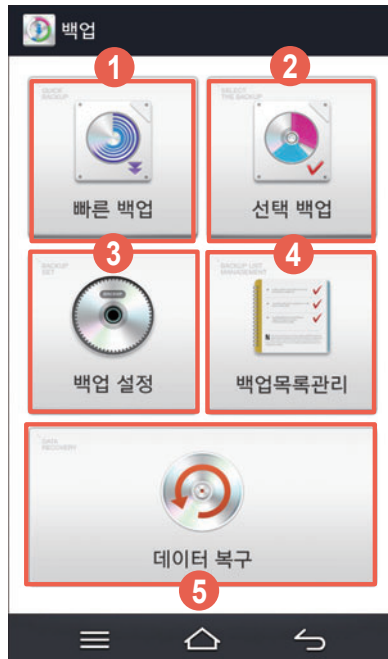 백업
1
2
QUICK
BACKUP
SELECT
THE BACKUP
빠른 백업
선택 백업
3
4
BACKUP
SET
BACKUP LIST
MANAGEMENT
백업 설정
백업목록관리
DATA
RECOVERY
데이터 복구
5